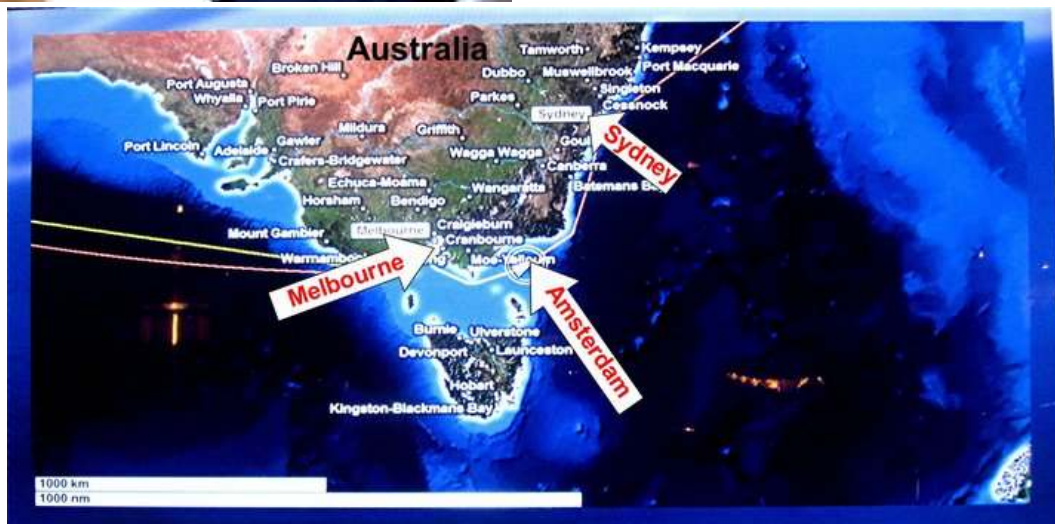 Australia
Tamworth
Kempsey
Broken Hill
Dubbo
Muswellbrook
Port Macquarie
Port Augusta
Singleton
Whyalla
Port Pirie
Parkes
Cessnock
Sydney
Mildura
Griffith
Goul
Sydney
Port Lincoln
Adelaide
Gawler
Crafers-Bridgewater
Wagga Wagga
Canberra
Echuca-Moama
Wangaratta
Batemans B
Horsham
Bendigo
Mount Gambier
Melbourne
Craigieburn
Cranbourne
Warrnambo
ng
Moe-Yallourn
Melbourne
Amsterdam
Burnie
Ulverstone
Devonport
Launceston
Hobart
Kingston-Blackmans Bay
1000 km
1000 nm